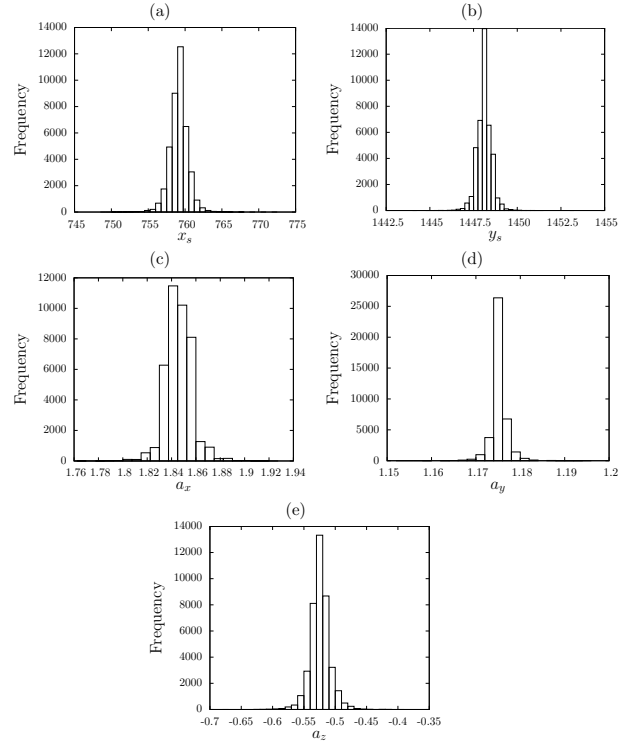 (a)
14000
12000
10000
8000
6000
4000
2000
0
Frequency
745 750 755 760 765 770 775
x_s
(b)
14000
12000
10000
8000
6000
4000
2000
0
Frequency
1442.5 1445 1447.5 1450 1452.5 1455
y_s
(c)
12000
10000
8000
6000
4000
2000
0
Frequency
1.76 1.78 1.8 1.82 1.84 1.86 1.88 1.9 1.92 1.94
a_x
(d)
30000
25000
20000
15000
10000
5000
0
Frequency
1.15 1.16 1.17 1.18 1.19 1.2
a_y
(e)
14000
12000
10000
8000
6000
4000
2000
0
Frequency
-0.7 -0.65 -0.6 -0.55 -0.5 -0.45 -0.4 -0.35
a_z